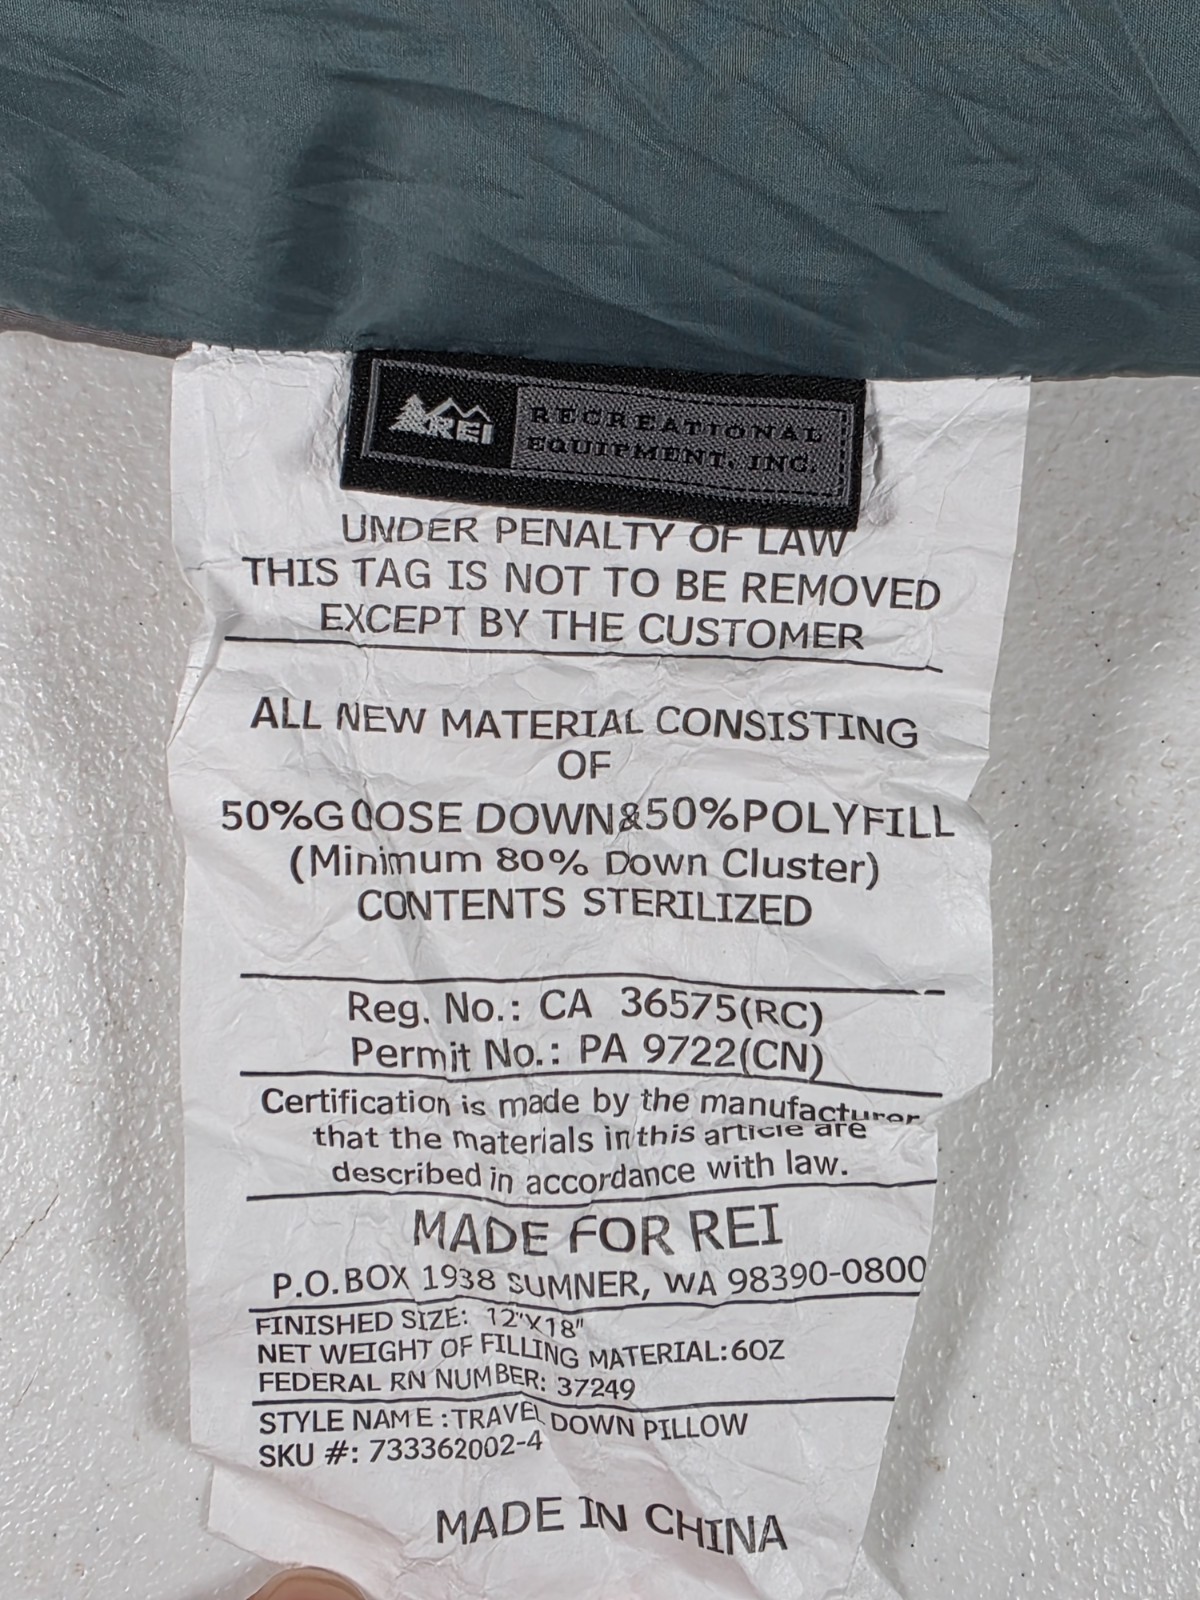 REI
RECREATIONAL
EQUIPMENT, INC.
UNDER PENALTY OF LAW
THIS TAG IS NOT TO BE REMOVED
EXCEPT BY THE CUSTOMER
ALL NEW MATERIAL CONSISTING
OF
50%GOOSE DOWN&50%POLYFILL
(Minimum 80% Down Cluster)
CONTENTS STERILIZED
Reg. No.: CA 36575(RC)
Permit No.: PA 9722(CN)
Certification is made by the manufacturer
that the materials in this article are
described in accordance with law.
MADE FOR REI
P.O.BOX 1938 SUMNER, WA 98390-0800
FINISHED SIZE: 12"X18"
NET WEIGHT OF FILLING MATERIAL:6OZ
FEDERAL RN NUMBER: 37249
STYLE NAME:TRAVEL DOWN PILLOW
SKU #: 733362002-4
MADE IN CHINA